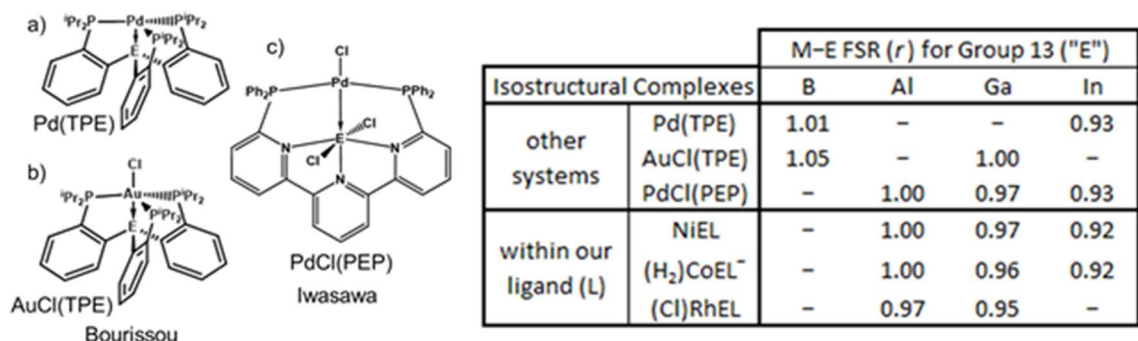 a)
ⁱPr₂P Pd PⁱPr₂
PⁱPr₂
E
Pd(TPE)
b)
Cl
ⁱPr₂P Au PⁱPr₂
PⁱPr₂
E
AuCl(TPE)
Bourissou
c)
Cl
Pd
Ph₂P PPh₂
Cl
E
Cl
N N
N
PdCl(PEP)
Iwasawa
M–E FSR (r) for Group 13 ("E")
Isostructural Complexes B Al Ga In
other systems Pd(TPE) 1.01 – – 0.93
AuCl(TPE) 1.05 – 1.00 –
PdCl(PEP) – 1.00 0.97 0.93
within our ligand (L) NiEL – 1.00 0.97 0.92
(H₂)CoEL⁻ – 1.00 0.96 0.92
(Cl)RhEL – 0.97 0.95 –